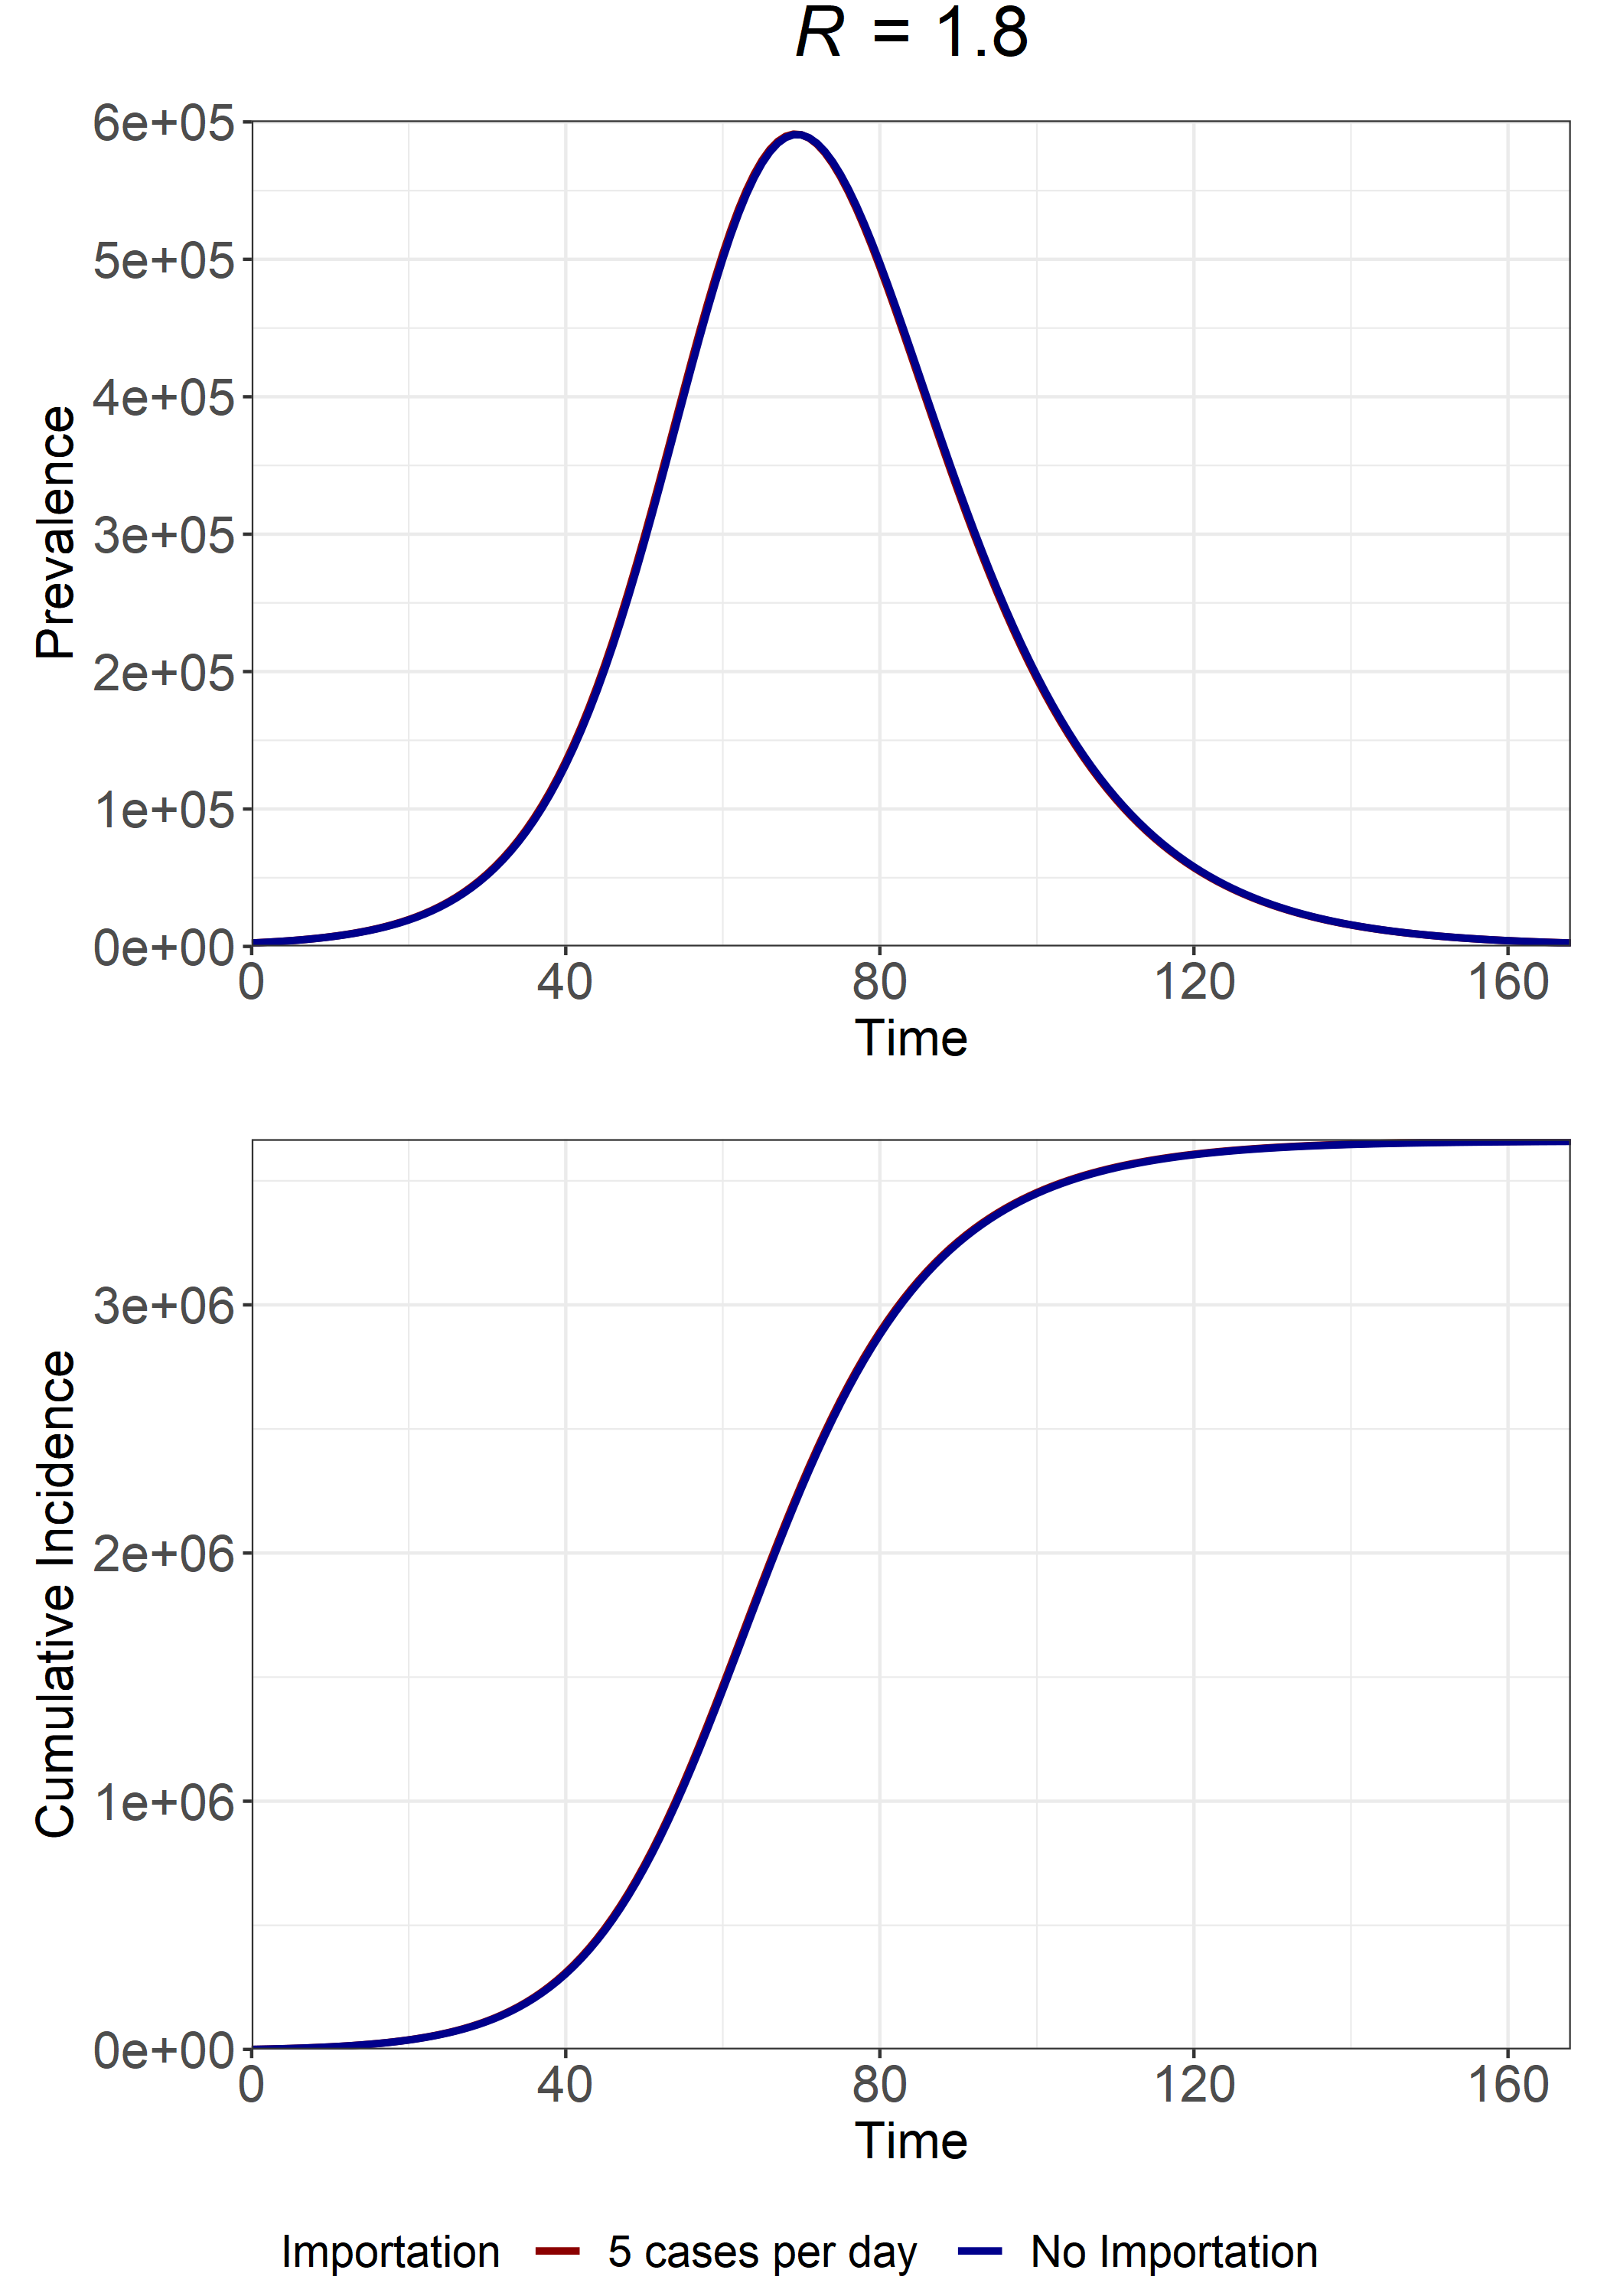 R = 1.8
6e+05
5e+05
4e+05
3e+05
2e+05
1e+05
0e+00
Prevalence
0 40 80 120 160
Time
3e+06
2e+06
1e+06
0e+00
Cumulative Incidence
0 40 80 120 160
Time
Importation 5 cases per day No Importation